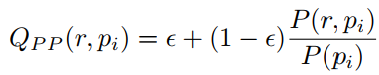 Q_{PP}(r, p_i) = \epsilon + (1 - \epsilon) \frac{P(r, p_i)}{P(p_i)}